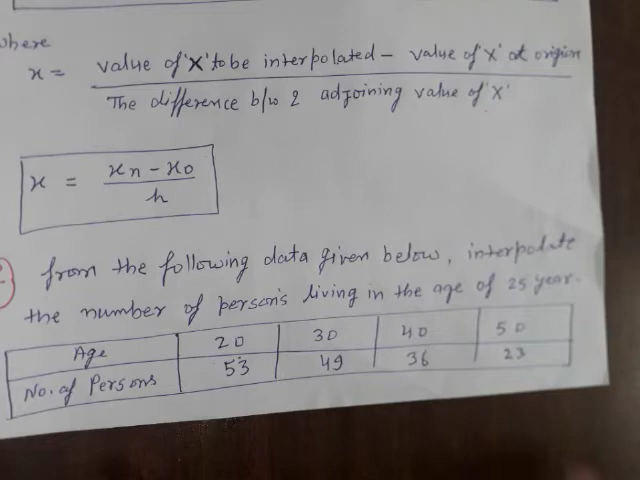 where
x = value of 'X' to be interpolated - value of 'X' at origion
The difference b/w 2 adjoining value of 'X'
x = xn - x0
h
from the following data given below, interpolate
the number of person's living in the age of 25 year.
Age 20 30 40 50
No. of Persons 53 49 36 23